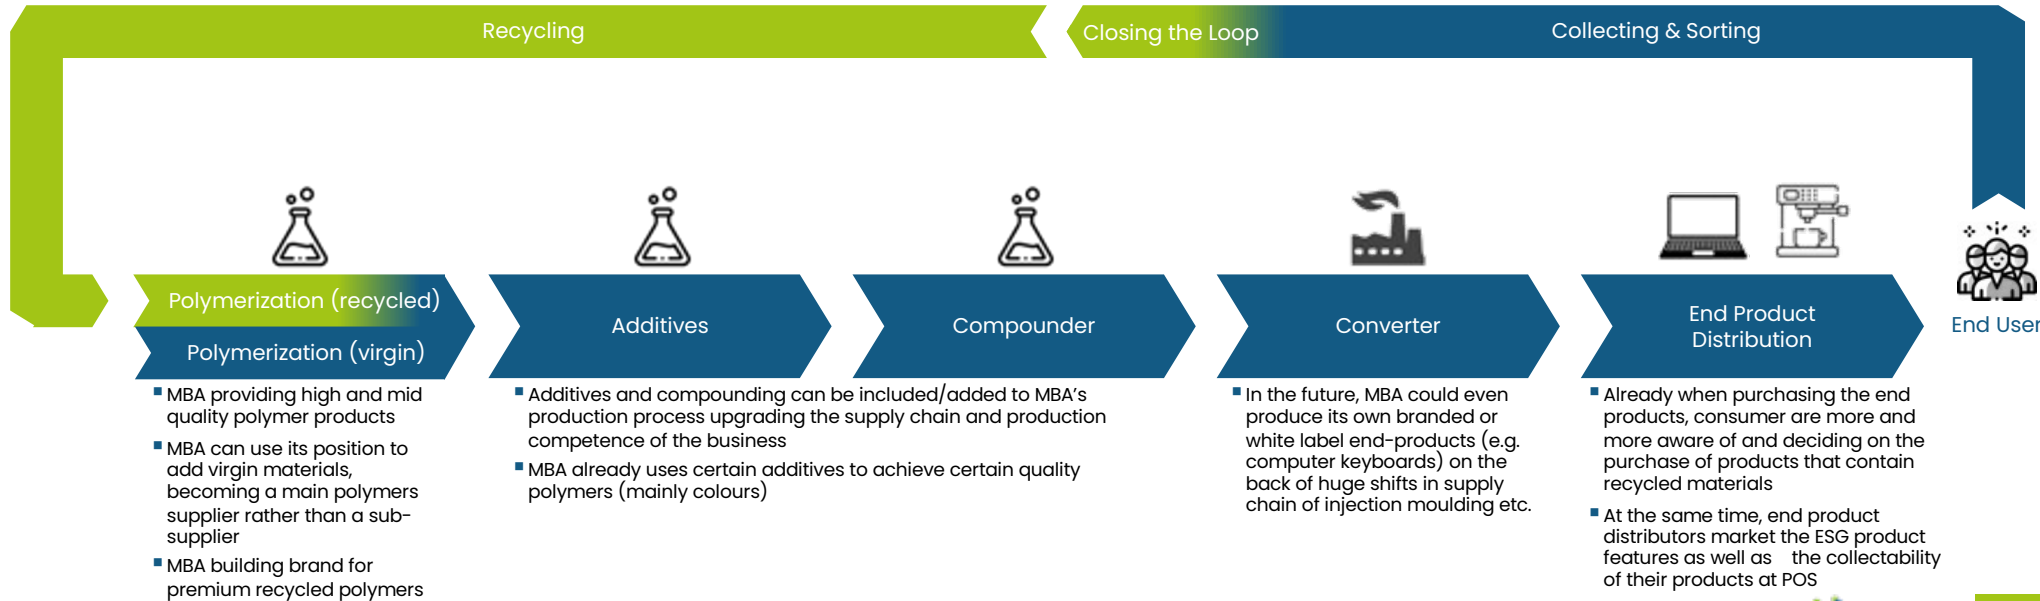 Recycling
Closing the Loop
Collecting & Sorting
Polymerization (recycled)
Polymerization (virgin)
Additives
Compounder
Converter
End Product
Distribution
End User
▪ MBA providing high and mid
quality polymer products
▪ MBA can use its position to
add virgin materials,
becoming a main polymers
supplier rather than a sub-
supplier
▪ MBA building brand for
premium recycled polymers
▪ Additives and compounding can be included/added to MBA’s
production process upgrading the supply chain and production
competence of the business
▪ MBA already uses certain additives to achieve certain quality
polymers (mainly colours)
▪ In the future, MBA could even
produce its own branded or
white label end-products (e.g.
computer keyboards) on the
back of huge shifts in supply
chain of injection moulding etc.
▪ Already when purchasing the end
products, consumer are more and
more aware of and deciding on the
purchase of products that contain
recycled materials
▪ At the same time, end product
distributors market the ESG product
features as well as the collectability
of their products at POS